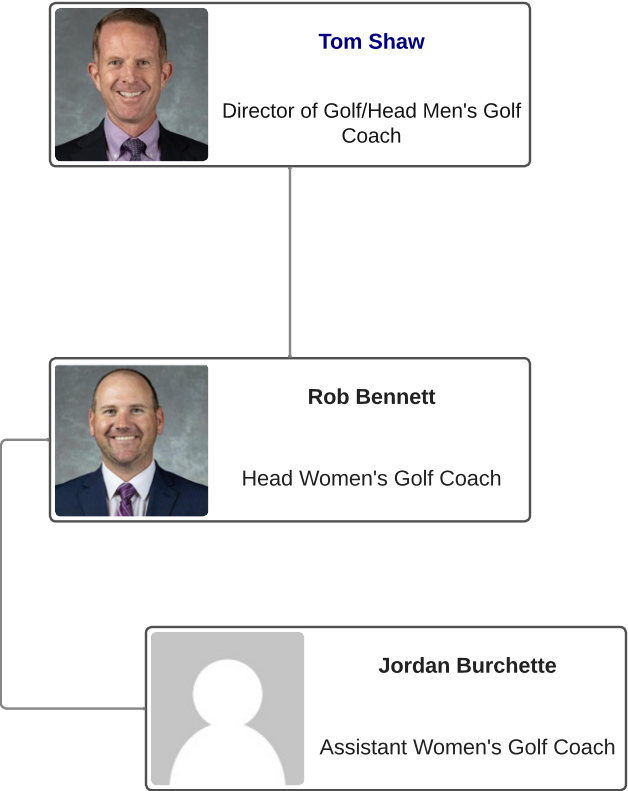 Tom Shaw
Director of Golf/Head Men's Golf
Coach
Rob Bennett
Head Women's Golf Coach
Jordan Burchette
Assistant Women's Golf Coach